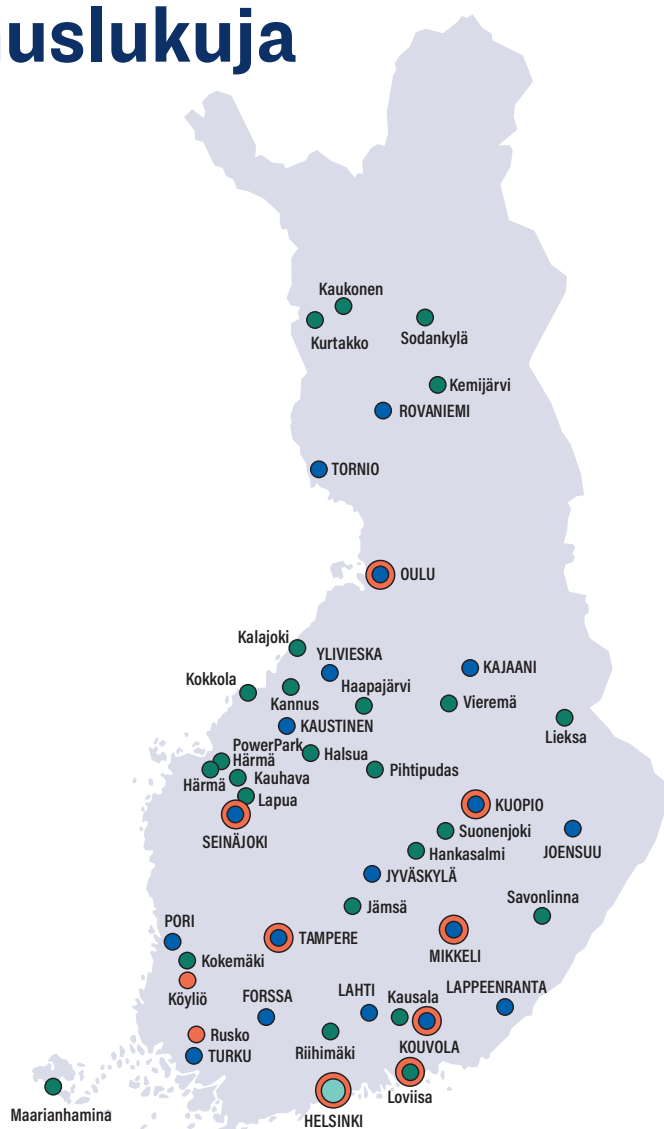 uslukuja
Kaukonen
Kurtakko
Sodankylä
Kemijärvi
ROVANIEMI
TORNIO
OULU
Kalajoki
YLIVIESKA
KAJAANI
Kokkola
Kannus
Haapajärvi
Vieremä
KAUSTINEN
Lieksa
PowerPark
Härmä
Halsua
Härmä
Kauhava
Pihtipudas
Lapua
KUOPIO
SEINÄJOKI
Suonenjoki
JOENSUU
Hankasalmi
JYVÄSKYLÄ
Jämsä
Savonlinna
PORI
TAMPERE
MIKKELI
Kokemäki
Köyliö
FORSSA
LAHTI
Kausala
LAPPEENRANTA
Rusko
Riihimäki
KOUVOLA
TURKU
Loviisa
Maarianhamina
HELSINKI